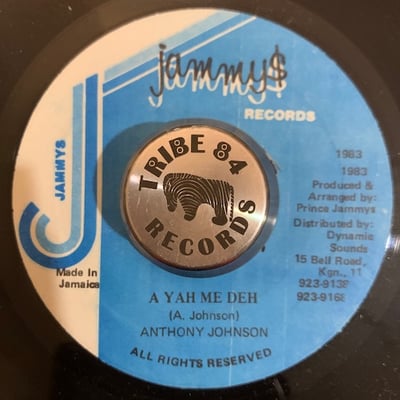 jammy$
RECORDS
JAMMYS
TRIBE 84
RECORDS
1983
1983
Produced &
Arranged by:
Prince Jammys
Distributed by:
Dynamic
Sounds
15 Bell Road,
Kgn., 11
923-9138
923-9168
Made In
Jamaica
A YAH ME DEH
(A. Johnson)
ANTHONY JOHNSON
ALL RIGHTS RESERVED